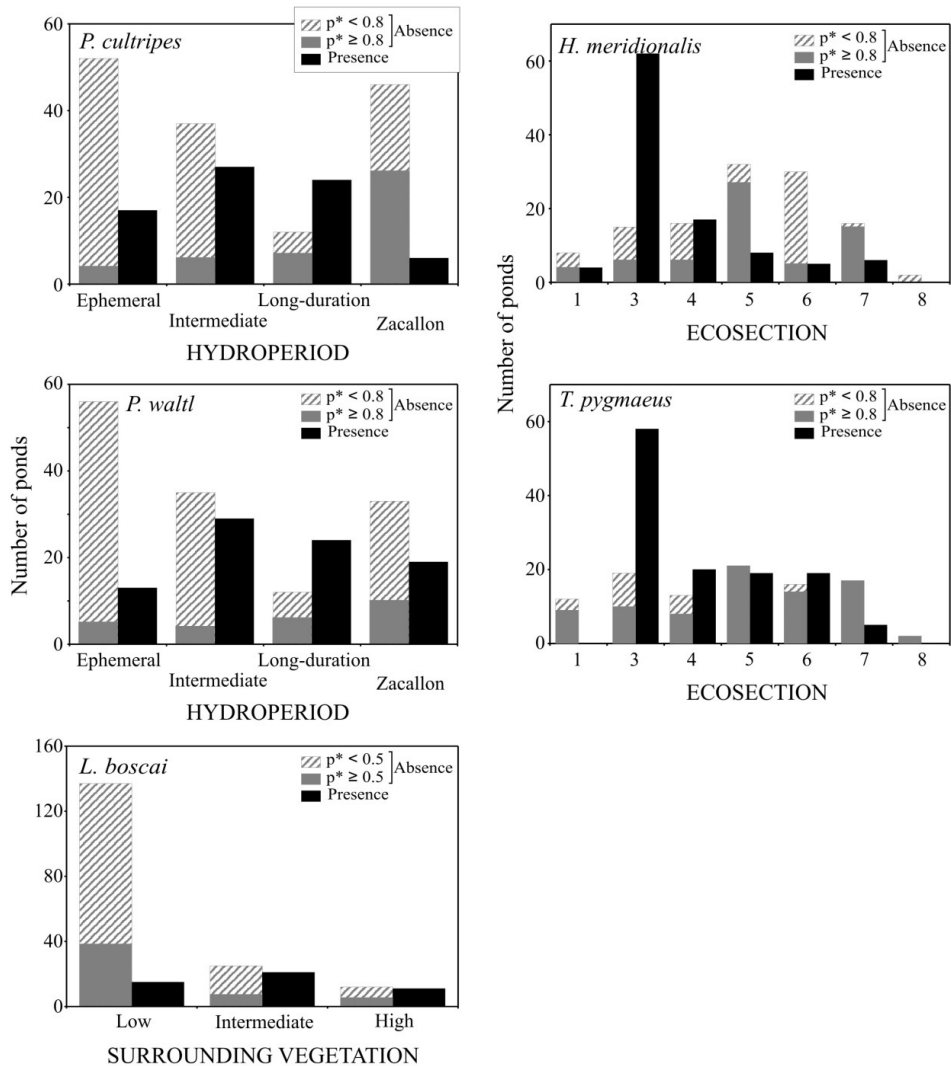 P. cultripes
p* < 0.8
p* ≥ 0.8
Absence
Presence
60
40
20
0
Ephemeral
Intermediate
Long-duration
Zacallon
HYDROPERIOD
P. waltl
p* < 0.8
p* ≥ 0.8
Absence
Presence
60
40
20
0
Ephemeral
Intermediate
Long-duration
Zacallon
HYDROPERIOD
Number of ponds
L. boscai
p* < 0.5
p* ≥ 0.5
Absence
Presence
160
120
80
40
0
Low Intermediate High
SURROUNDING VEGETATION
H. meridionalis
p* < 0.8
p* ≥ 0.8
Absence
Presence
60
40
20
0
1 3 4 5 6 7 8
ECOSECTION
Number of ponds
T. pygmaeus
p* < 0.8
p* ≥ 0.8
Absence
Presence
60
40
20
0
1 3 4 5 6 7 8
ECOSECTION